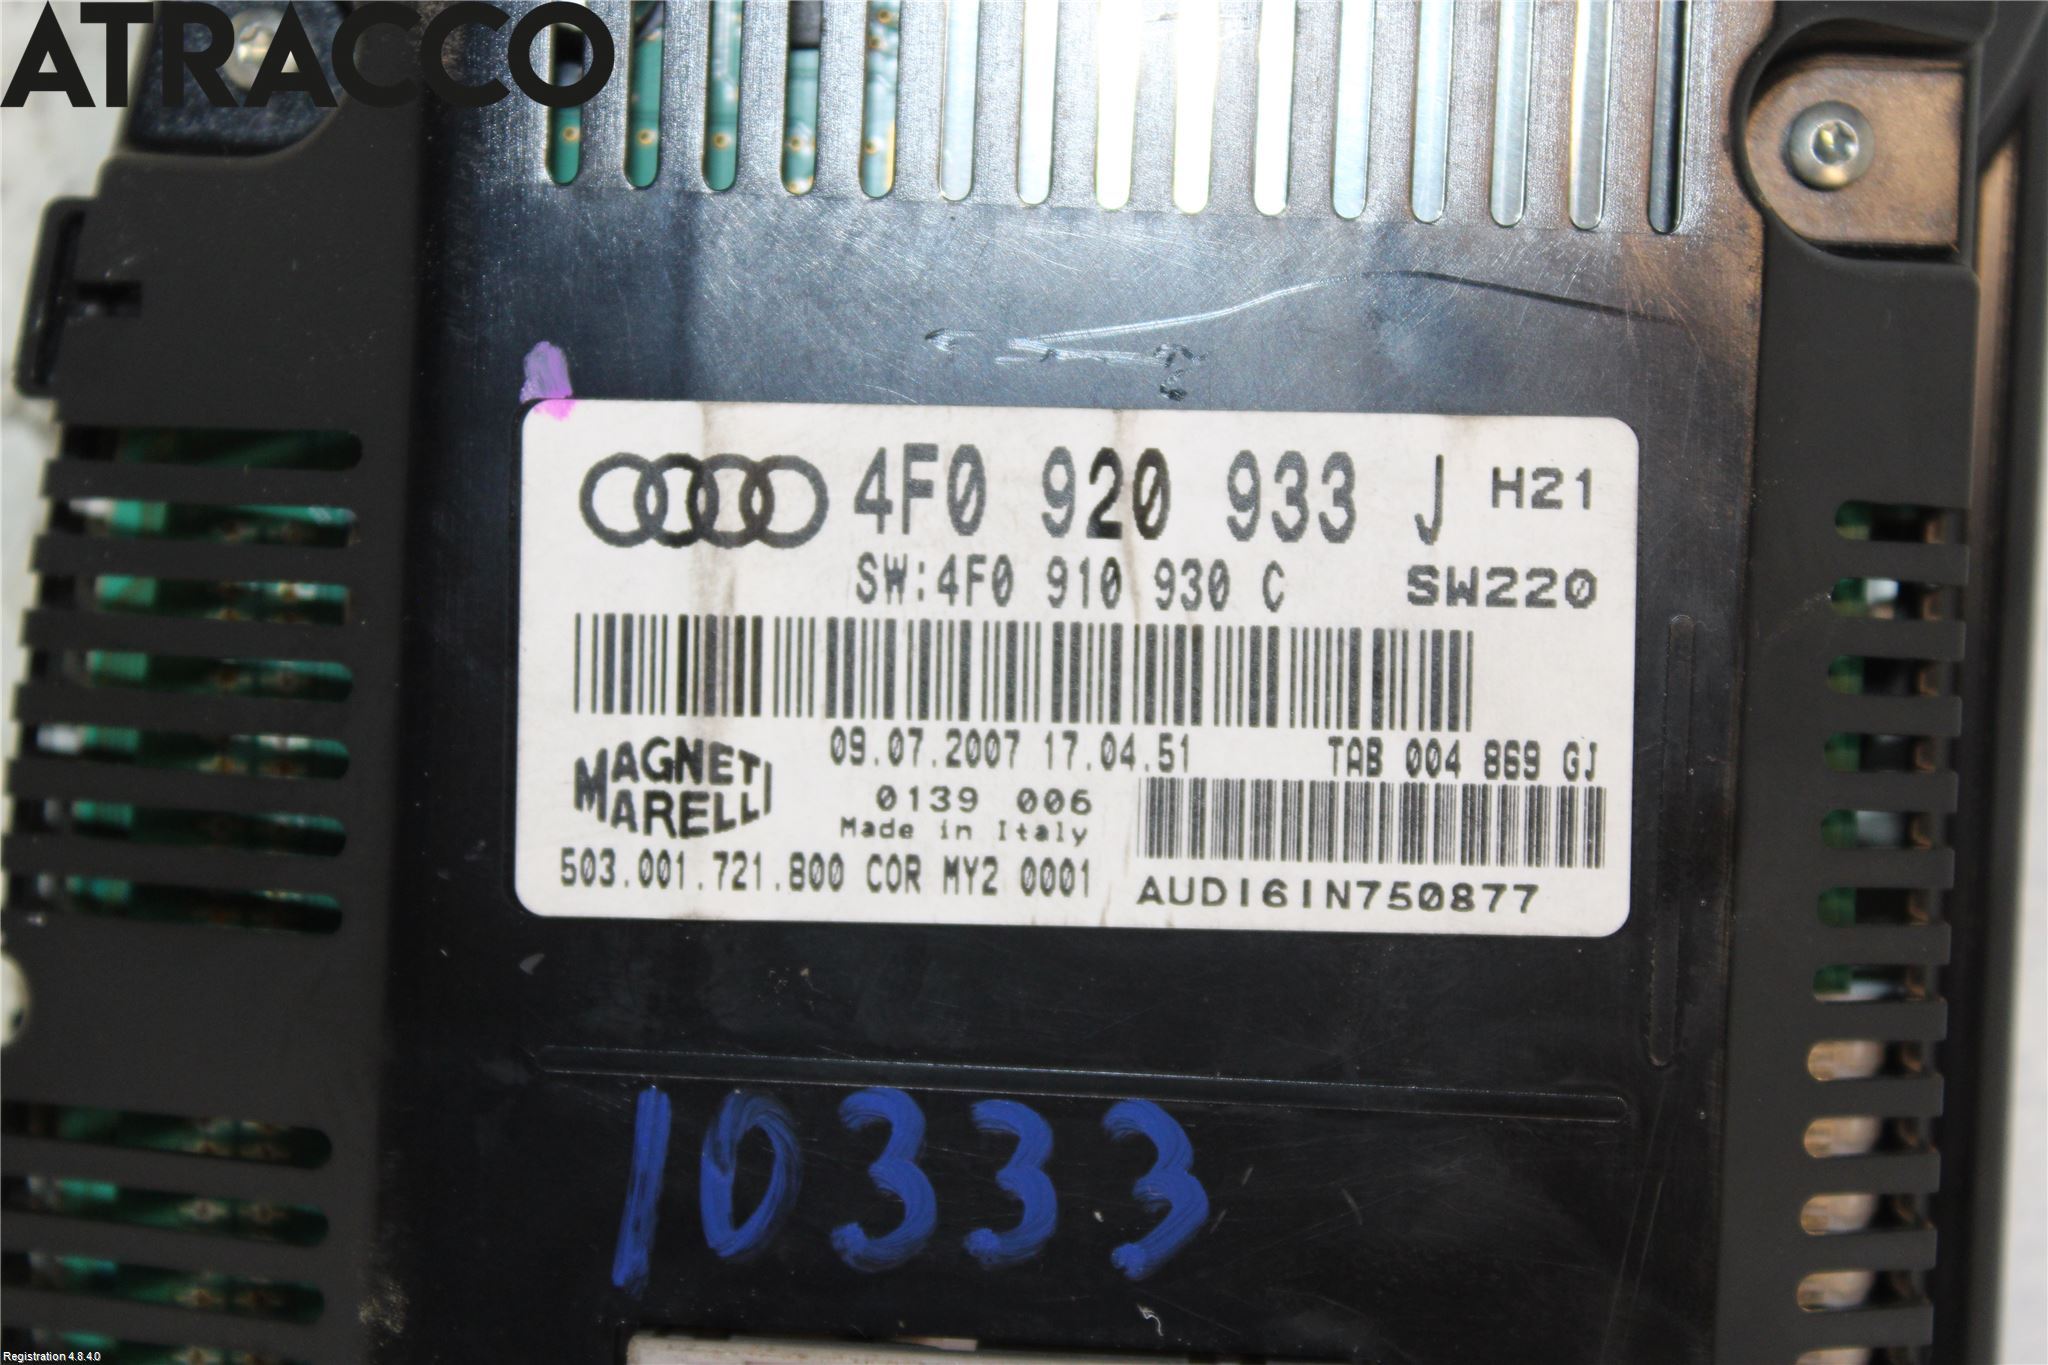 ATRACCO
4F0 920 933 J H21
SW:4F0 910 930 C SW220
09.07.2007 17.04.51 TAB 004 869 GJ
MAGNETI
MARELLI
0139 006
Made in Italy
503.001.721.800 COR MY2 0001
AUDI6IN750877
10333
Registration 4.8.4.0